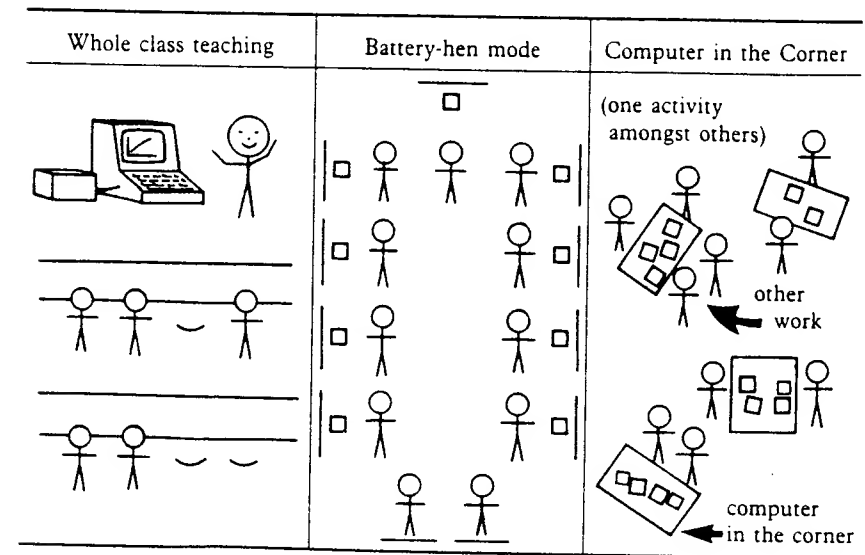 Whole class teaching
Battery-hen mode
Computer in the Corner
(one activity
amongst others)
other
work
computer
in the corner